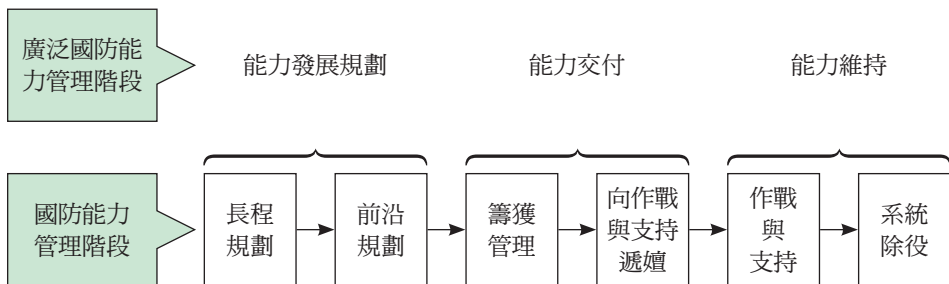 廣泛國防能
力管理階段
能力發展規劃
能力交付
能力維持
國防能力
管理階段
長程
規劃
前沿
規劃
籌獲
管理
向作戰
與支持
遞嬗
作戰
與
支持
系統
除役